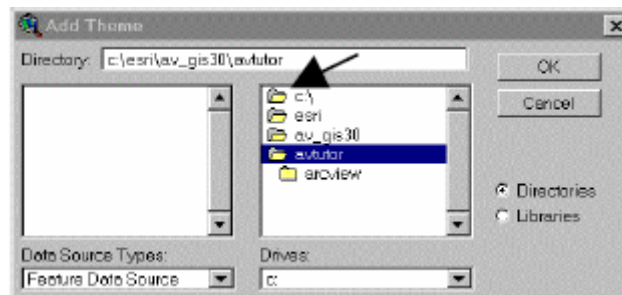 Add Theme
Directory: c:\esri\av_gis30\avtutor
OK
Cancel
c:\
esri
av_gis30
avtutor
arcview
Directories
Libraries
Data Source Types:
Feature Data Source
Drives:
c: